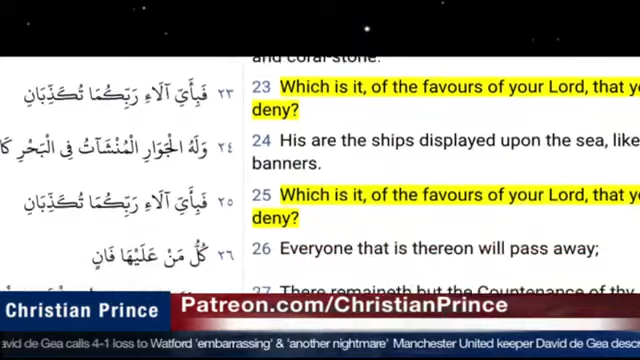 and coral-stone.
فَبِأَيِّ آلَاءِ رَبِّكُمَا تُكَذِّبَانِ ٢٣
23 Which is it, of the favours of your Lord, that ye
deny?
وَلَهُ الْجَوَارِ الْمُنْشَآتُ فِي الْبَحْرِ ٢٤
24 His are the ships displayed upon the sea, like
banners.
فَبِأَيِّ آلَاءِ رَبِّكُمَا تُكَذِّبَانِ ٢٥
25 Which is it, of the favours of your Lord, that ye
deny?
كُلُّ مَنْ عَلَيْهَا فَانٍ ٢٦
26 Everyone that is thereon will pass away;
27 There remaineth but the Countenance of thy
Christian Prince
Patreon.com/ChristianPrince
avid de Gea calls 4-1 loss to Watford 'embarrassing' & 'another nightmare' Manchester United keeper David de Gea descr